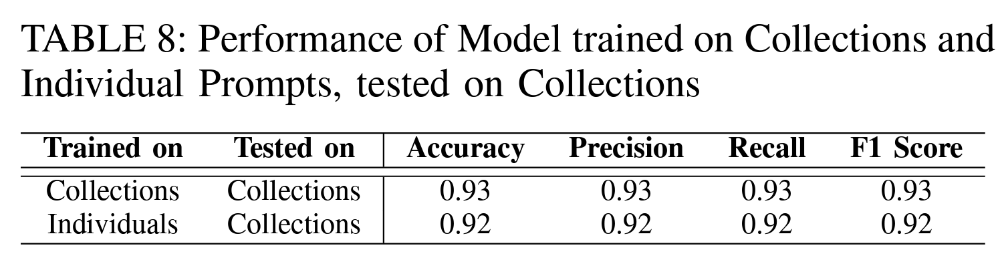 TABLE 8: Performance of Model trained on Collections and
Individual Prompts, tested on Collections
Trained on Tested on Accuracy Precision Recall F1 Score
Collections Collections 0.93 0.93 0.93 0.93
Individuals Collections 0.92 0.92 0.92 0.92